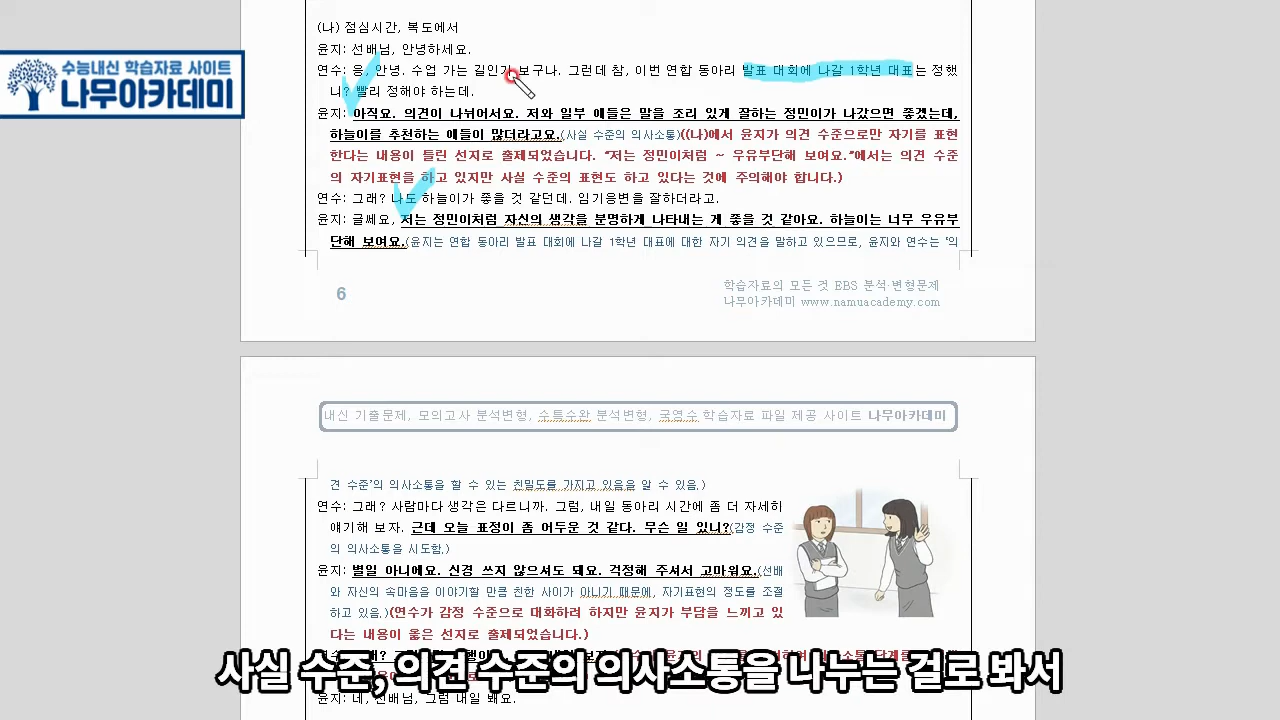 (나) 점심시간, 복도에서
윤지: 선배님, 안녕하세요.
수능내신 학습자료 사이트
나무아카데미
연수: 응, 안녕. 수업 가는 길인가 보구나. 그런데 참, 이번 연합 동아리 발표 대회에 나갈 1학년 대표는 정했
니? 빨리 정해야 하는데.
윤지: 아직요. 의견이 나뉘어서요. 저와 일부 애들은 말을 조리 있게 잘하는 정민이가 나갔으면 좋겠는데,
하늘이를 추천하는 애들이 많더라고요.(사실 수준의 의사소통)((나)에서 윤지가 의견 수준으로만 자기를 표현
한다는 내용이 틀린 선지로 출제되었습니다. “저는 정민이처럼 ~ 우유부단해 보여요.”에서는 의견 수준
의 자기표현을 하고 있지만 사실 수준의 표현도 하고 있다는 것에 주의해야 합니다.)
연수: 그래? 나도 하늘이가 좋을 것 같던데. 임기응변을 잘하더라고.
윤지: 글쎄요, 저는 정민이처럼 자신의 생각을 분명하게 나타내는 게 좋을 것 같아요. 하늘이는 너무 우유부
단해 보여요.(윤지는 연합 동아리 발표 대회에 나갈 1학년 대표에 대한 자기 의견을 말하고 있으므로, 윤지와 연수는 ‘의
6
학습자료의 모든 것 EBS 분석·변형문제
나무아카데미 www.namuacademy.com
내신 기출문제, 모의고사 분석변형, 수특수완 분석변형, 국영수 학습자료 파일 제공 사이트 나무아카데미
견 수준’의 의사소통을 할 수 있는 친밀도를 가지고 있음을 알 수 있음.)
연수: 그래? 사람마다 생각은 다르니까. 그럼, 내일 동아리 시간에 좀 더 자세히
얘기해 보자. 근데 오늘 표정이 좀 어두운 것 같다. 무슨 일 있니?(감정 수준
의 의사소통을 시도함.)
윤지: 별일 아니에요. 신경 쓰지 않으셔도 돼요. 걱정해 주셔서 고마워요.(선배
와 자신의 속마음을 이야기할 만큼 친한 사이가 아니기 때문에, 자기표현의 정도를 조절
하고 있음.)(연수가 감정 수준으로 대화하려 하지만 윤지가 부담을 느끼고 있
다는 내용이 옳은 선지로 출제되었습니다.)
사실 수준, 의견 수준의 의사소통을 나누는 걸로 봐서
윤지: 네, 선배님, 그럼 내일 봬요.